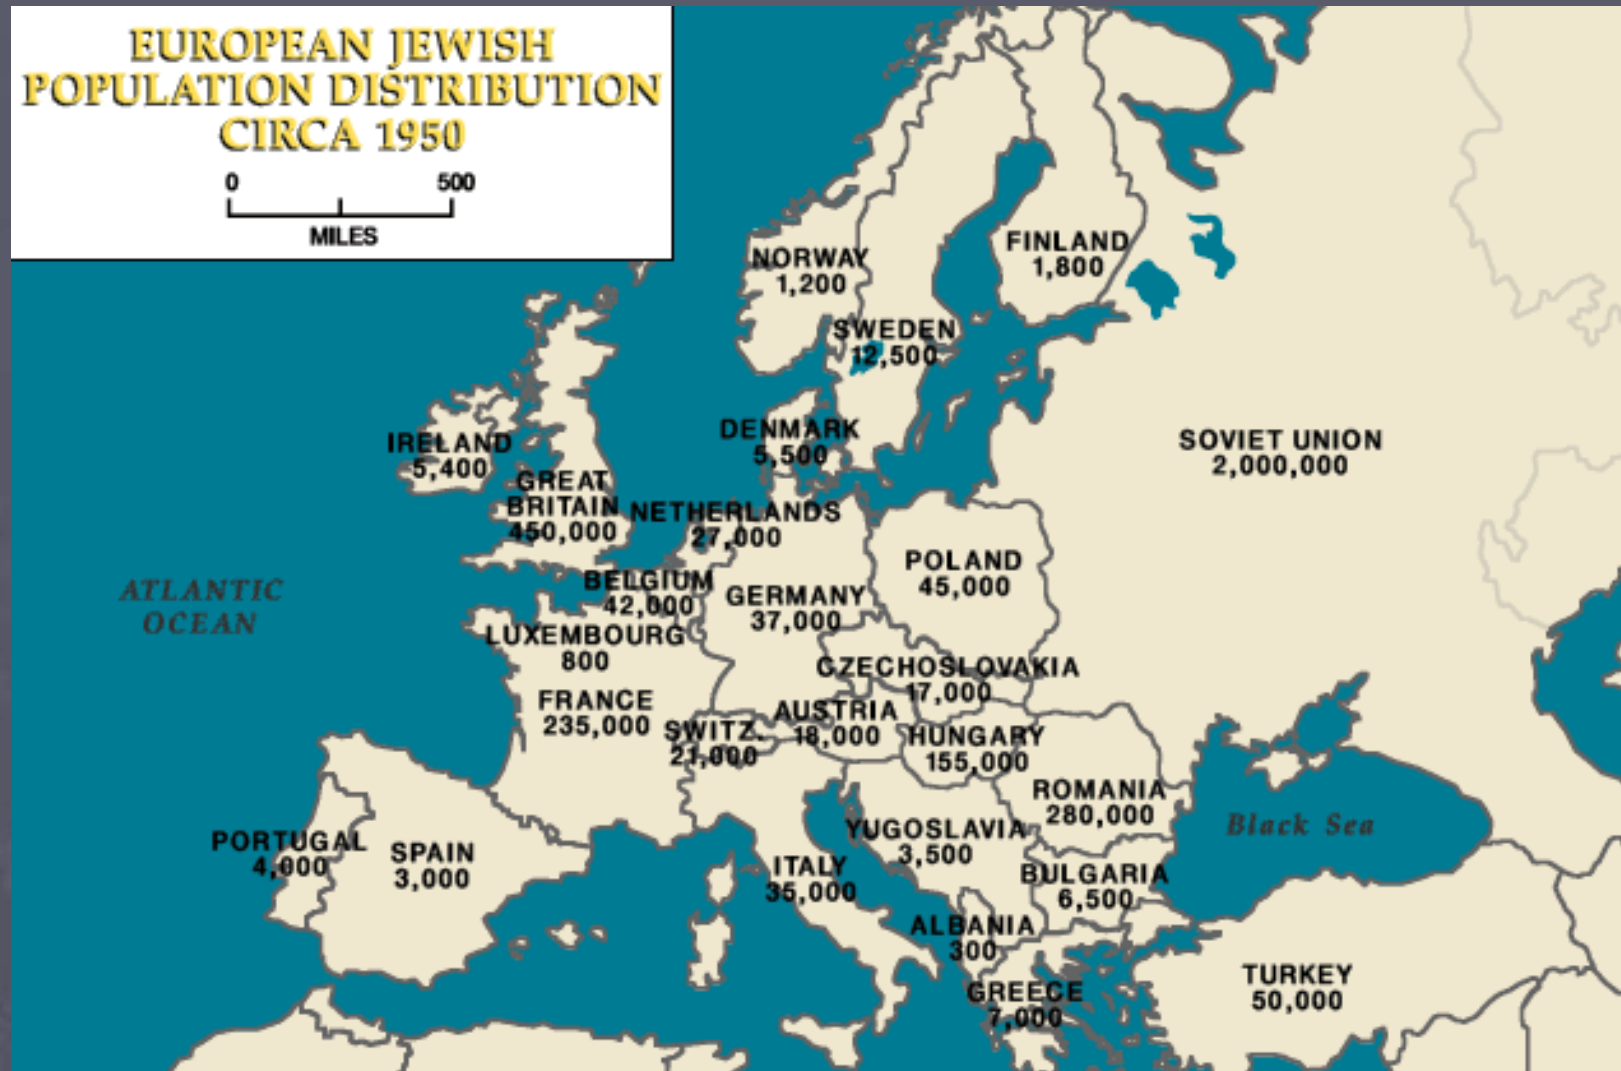 EUROPEAN JEWISH
POPULATION DISTRIBUTION
CIRCA 1950
0 500
MILES
NORWAY
1,200
FINLAND
1,800
SWEDEN
12,500
DENMARK
5,500
IRELAND
5,400
GREAT
BRITAIN
450,000
NETHERLANDS
27,000
SOVIET UNION
2,000,000
POLAND
45,000
BELGIUM
42,000
GERMANY
37,000
ATLANTIC
OCEAN
LUXEMBOURG
800
CZECHOSLOVAKIA
17,000
FRANCE
235,000
SWITZ.
21,000
AUSTRIA
18,000
HUNGARY
155,000
ROMANIA
280,000
Black Sea
PORTUGAL
4,000
SPAIN
3,000
ITALY
35,000
YUGOSLAVIA
3,500
BULGARIA
6,500
ALBANIA
300
GREECE
7,000
TURKEY
50,000